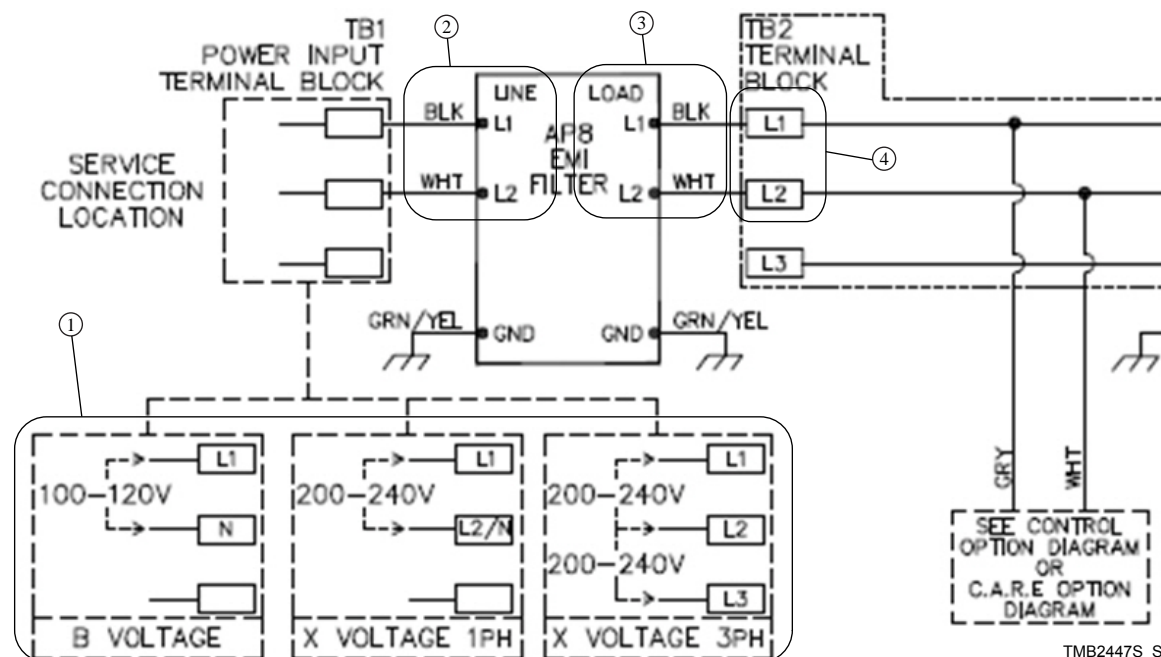 TB1
POWER INPUT
TERMINAL BLOCK
2
3
TB2
TERMINAL
BLOCK
LINE
LOAD
BLK
L1
AP8
EMI
FILTER
L1
BLK
L1
SERVICE
CONNECTION
LOCATION
WHT
L2
L2
WHT
L2
4
L3
GRN/YEL
GND
GND
GRN/YEL
1
GRY
WHT
L1
100-120V
N
B VOLTAGE
L1
200-240V
L2/N
X VOLTAGE 1PH
L1
200-240V
L2
200-240V
L3
X VOLTAGE 3PH
SEE CONTROL
OPTION DIAGRAM
OR
C.A.R.E OPTION
DIAGRAM